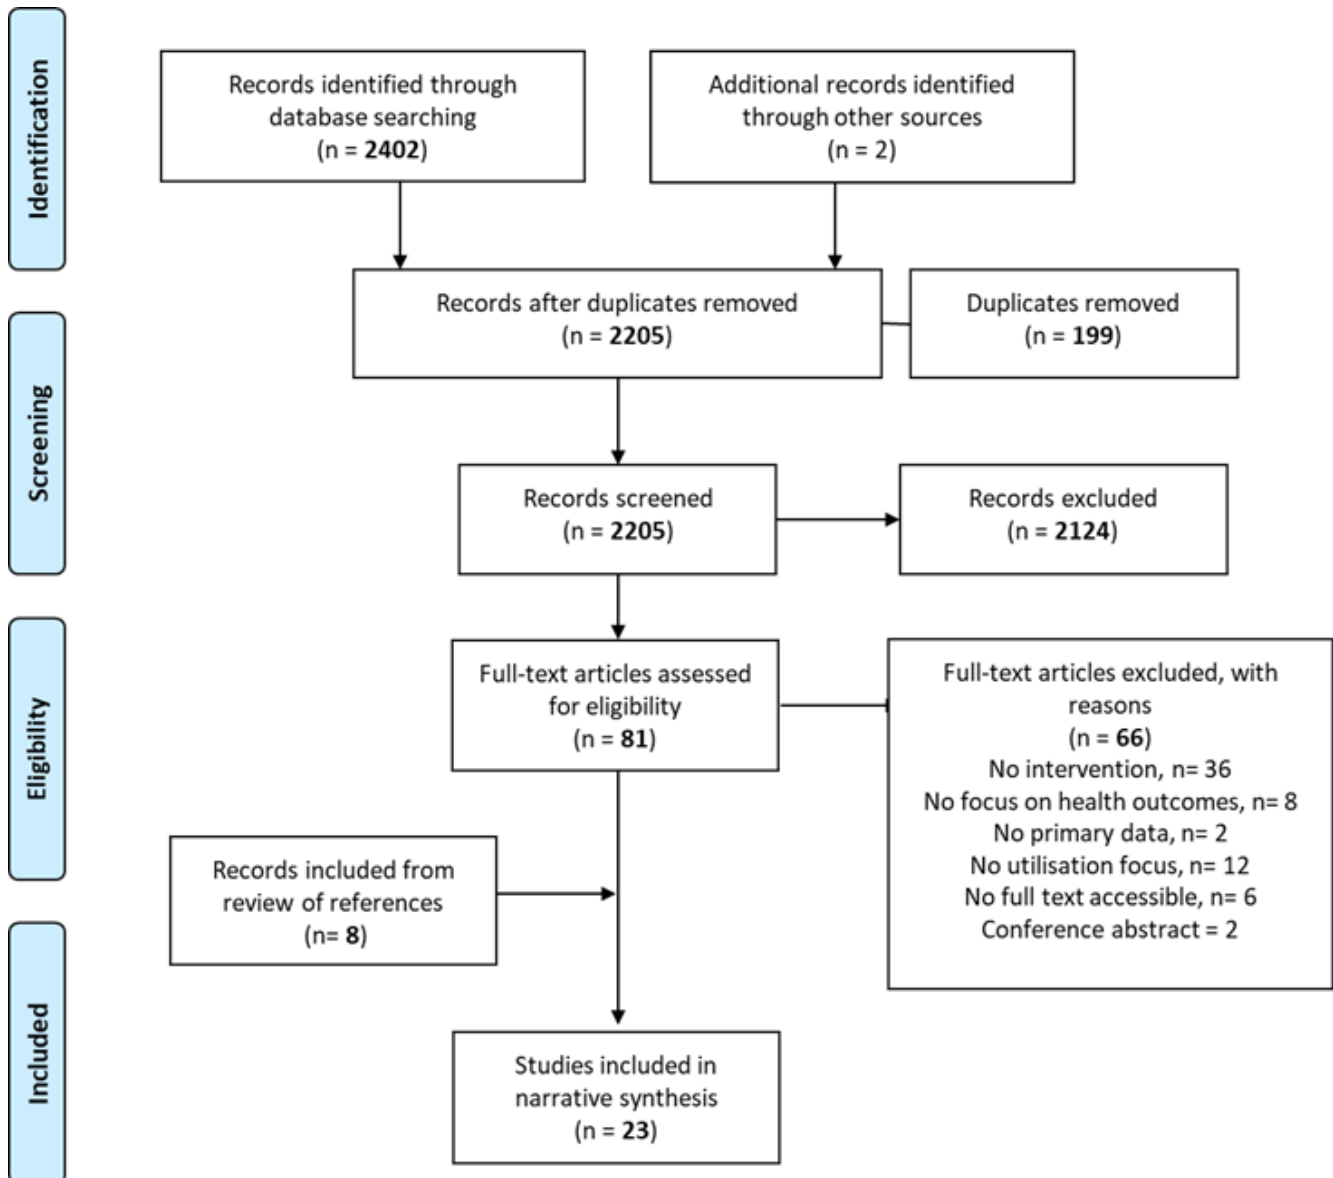 Identification
Records identified through
database searching
(n = 2402)
Additional records identified
through other sources
(n = 2)
Records after duplicates removed
(n = 2205)
Duplicates removed
(n = 199)
Screening
Records screened
(n = 2205)
Records excluded
(n = 2124)
Eligibility
Full-text articles assessed
for eligibility
(n = 81)
Full-text articles excluded, with
reasons
(n = 66)
No intervention, n= 36
No focus on health outcomes, n= 8
No primary data, n= 2
No utilisation focus, n= 12
No full text accessible, n= 6
Conference abstract = 2
Records included from
review of references
(n= 8)
Included
Studies included in
narrative synthesis
(n = 23)